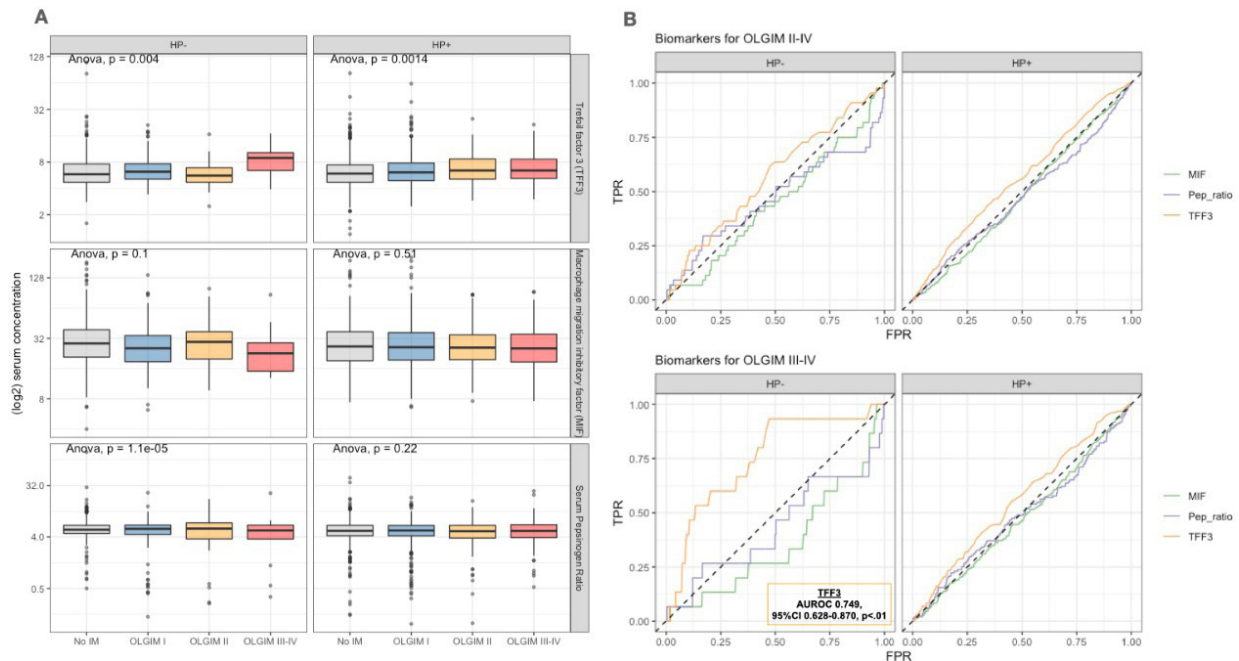 A
HP-
HP+
Anova, p = 0.004
Anova, p = 0.0014
128
32
8
2
Trefoil factor 3 (TFF3)
Anova, p = 0.1
Anova, p = 0.51
128
32
8
Macrophage migration inhibitory factor (MIF)
Anova, p = 1.1e-05
Anova, p = 0.22
32.0
4.0
0.5
Serum Pepsinogen Ratio
(log2) serum concentration
No IM
OLGIM I
OLGIM II
OLGIM III-IV
No IM
OLGIM I
OLGIM II
OLGIM III-IV
B
Biomarkers for OLGIM II-IV
HP-
HP+
1.00
0.75
0.50
0.25
0.00
TPR
0.00
0.25
0.50
0.75
1.00
0.00
0.25
0.50
0.75
1.00
FPR
MIF
Pep_ratio
TFF3
Biomarkers for OLGIM III-IV
HP-
HP+
1.00
0.75
0.50
0.25
0.00
TPR
TFF3
AUROC 0.749,
95%CI 0.628-0.870, p<.01
0.00
0.25
0.50
0.75
1.00
0.00
0.25
0.50
0.75
1.00
FPR
MIF
Pep_ratio
TFF3